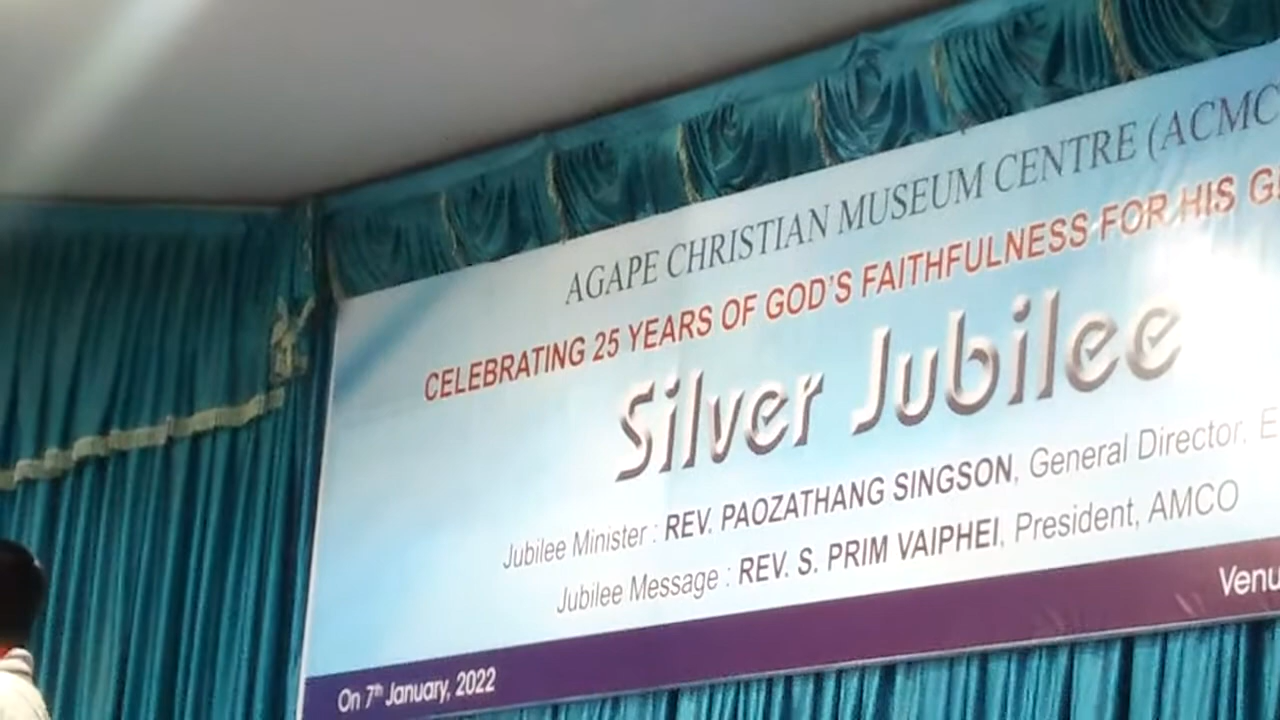 AGAPE CHRISTIAN MUSEUM CENTRE (ACMC
CELEBRATING 25 YEARS OF GOD'S FAITHFULNESS FOR HIS
Silver Jubilee
Jubilee Minister : REV. PAOZATHANG SINGSON, General Director,
Jubilee Message : REV. S. PRIM VAIPHEI, President, AMCO
On 7th January, 2022